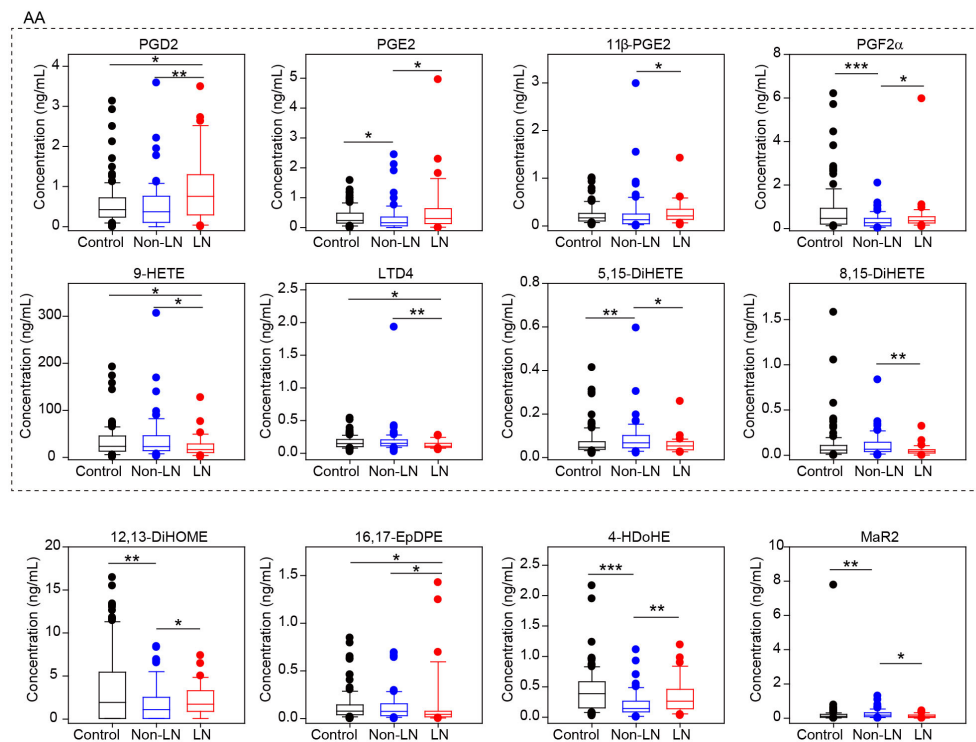 AA
PGD2
PGE2
11β-PGE2
PGF2α
Concentration (ng/mL)
4
3
2
1
0
*
**
Control Non-LN LN
Concentration (ng/mL)
5
4
3
2
1
0
*
*
Control Non-LN LN
Concentration (ng/mL)
3
2
1
0
*
Control Non-LN LN
Concentration (ng/mL)
8
6
4
2
0
***
*
Control Non-LN LN
9-HETE
LTD4
5,15-DiHETE
8,15-DiHETE
Concentration (ng/mL)
300
200
100
0
*
*
Control Non-LN LN
Concentration (ng/mL)
2.5
2.0
1.5
1.0
0.5
0.0
*
**
Control Non-LN LN
Concentration (ng/mL)
0.8
0.6
0.4
0.2
0.0
**
*
Control Non-LN LN
Concentration (ng/mL)
1.5
1.0
0.5
0.0
**
Control Non-LN LN
12,13-DiHOME
16,17-EpDPE
4-HDoHE
MaR2
Concentration (ng/mL)
20
15
10
5
0
**
*
Control Non-LN LN
Concentration (ng/mL)
1.5
1.0
0.5
0.0
*
*
Control Non-LN LN
Concentration (ng/mL)
2.5
2.0
1.5
1.0
0.5
0.0
***
**
Control Non-LN LN
Concentration (ng/mL)
10
8
6
4
2
0
**
*
Control Non-LN LN